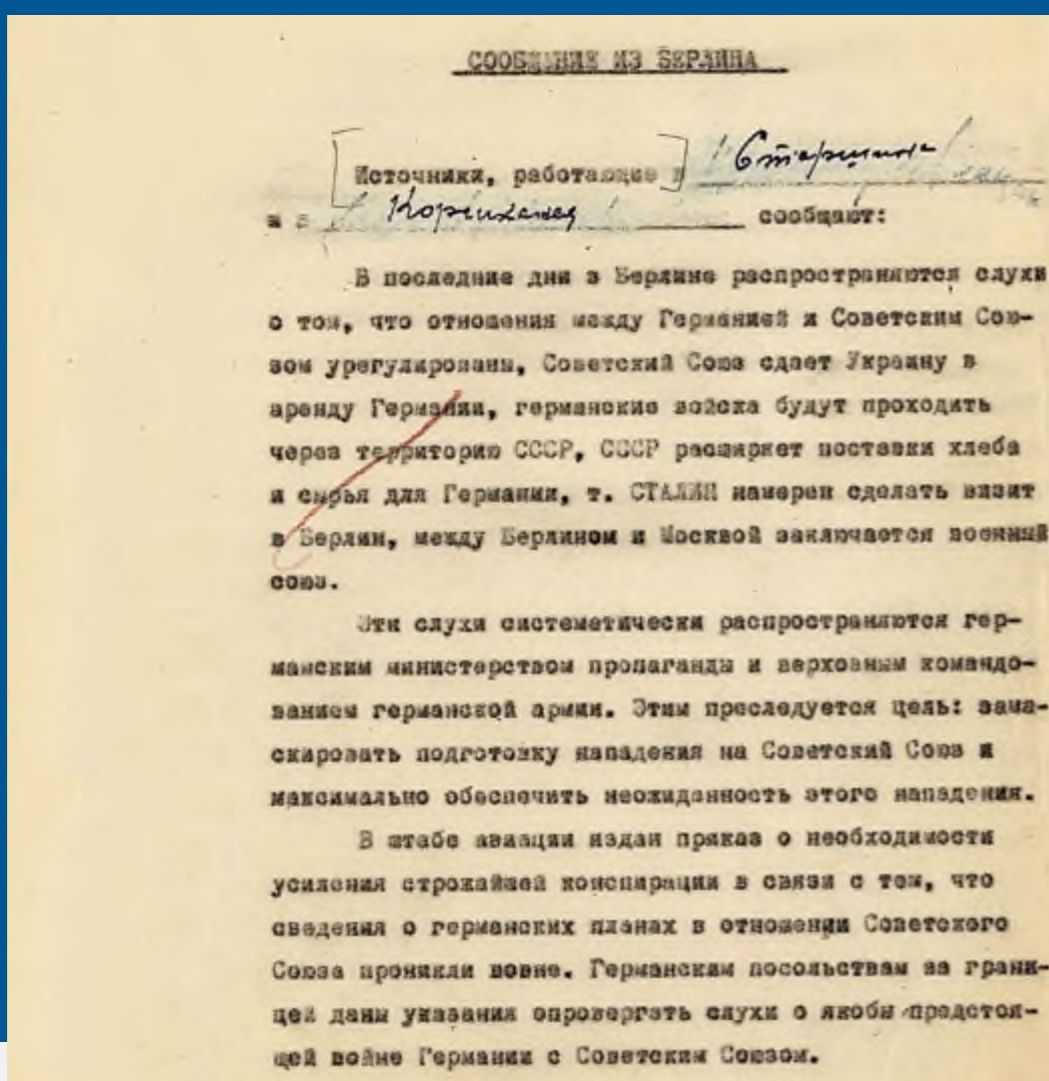 СООБЩЕНИЕ ИЗ БЕРЛИНА
Источники, работающие в "Старшина"
и в "Корсиканец" сообщают:
В последние дни в Берлине распространяются слухи
о том, что отношения между Германией и Советским Сою-
зом урегулированы, Советский Союз сдает Украину в
аренду Германии, германские войска будут проходить
через территорию СССР, СССР расширяет поставки хлеба
и сырья для Германии, т. СТАЛИН намерен сделать визит
в Берлин, между Берлином и Москвой заключается военный
союз.
Эти слухи систематически распространяются гер-
манским министерством пропаганды и верховным командо-
ванием германской армии. Этим преследуется цель: зама-
скировать подготовку нападения на Советский Союз и
максимально обеспечить неожиданность этого нападения.
В штабе авиации издан приказ о необходимости
усиления строжайшей конспирации в связи с тем, что
сведения о германских планах в отношении Советского
Союза проникли вовне. Германским посольствам за грани-
цей даны указания опровергать слухи о якобы предстоя-
щей войне Германии с Советским Союзом.